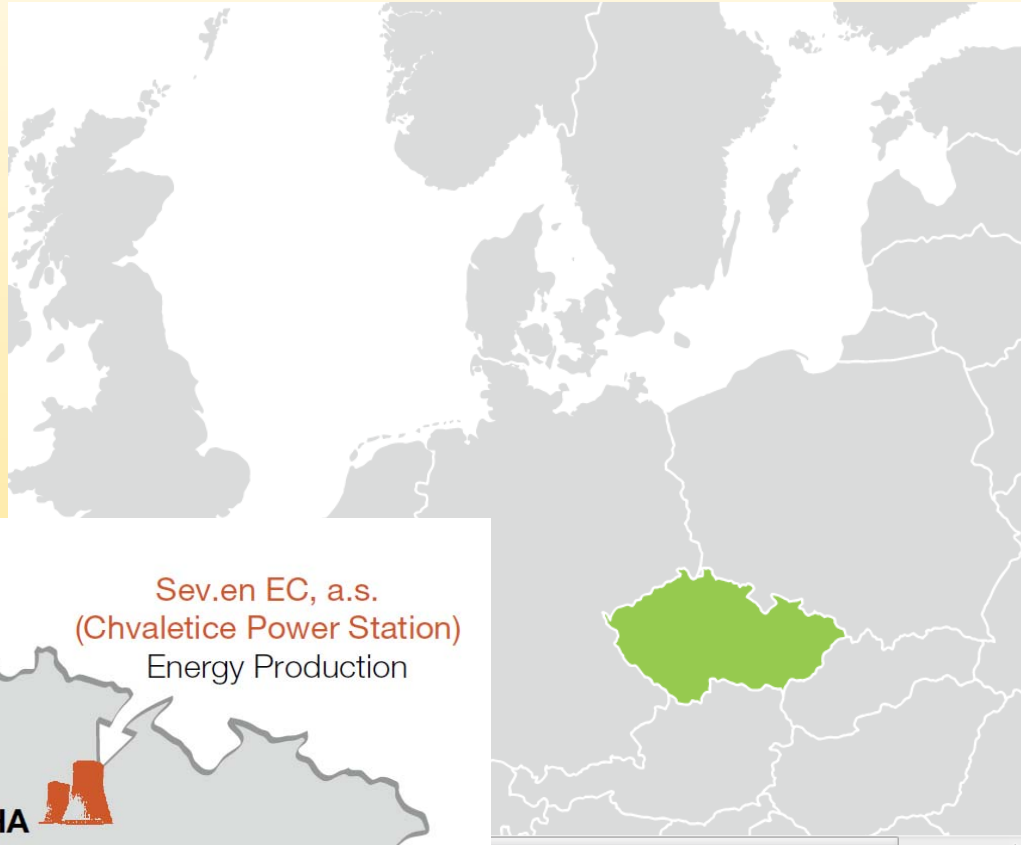 Sev.en EC, a.s.
(Chvaletice Power Station)
Energy Production